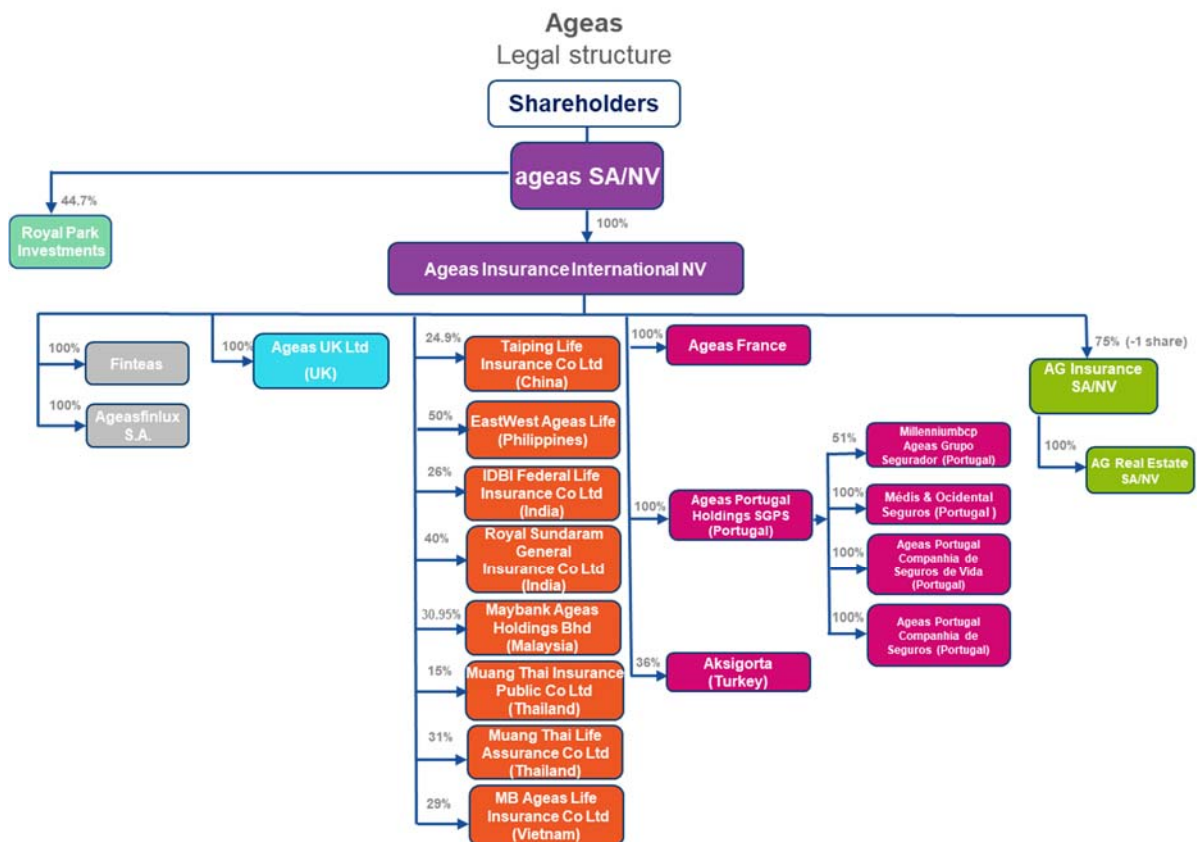 Ageas
Legal structure
Shareholders
ageas SA/NV
44.7%
100%
Royal Park
Investments
Ageas Insurance International NV
100%
Finteas
100%
Ageasfinlux
S.A.
100%
Ageas UK Ltd
(UK)
24.9%
Taiping Life
Insurance Co Ltd
(China)
50%
EastWest Ageas Life
(Philippines)
26%
IDBI Federal Life
Insurance Co Ltd
(India)
40%
Royal Sundaram
General
Insurance Co Ltd
(India)
30.95%
Maybank Ageas
Holdings Bhd
(Malaysia)
15%
Muang Thai Insurance
Public Co Ltd
(Thailand)
31%
Muang Thai Life
Assurance Co Ltd
(Thailand)
29%
MB Ageas Life
Insurance Co Ltd
(Vietnam)
100%
Ageas France
100%
Ageas Portugal
Holdings SGPS
(Portugal)
36%
Aksigorta
(Turkey)
51%
Millenniumbcp
Ageas Grupo
Segurador (Portugal)
100%
Médis & Ocidental
Seguros (Portugal )
100%
Ageas Portugal
Companhia de
Seguros de Vida
(Portugal)
100%
Ageas Portugal
Companhia de
Seguros (Portugal)
75% (-1 share)
AG Insurance
SA/NV
100%
AG Real Estate
SA/NV